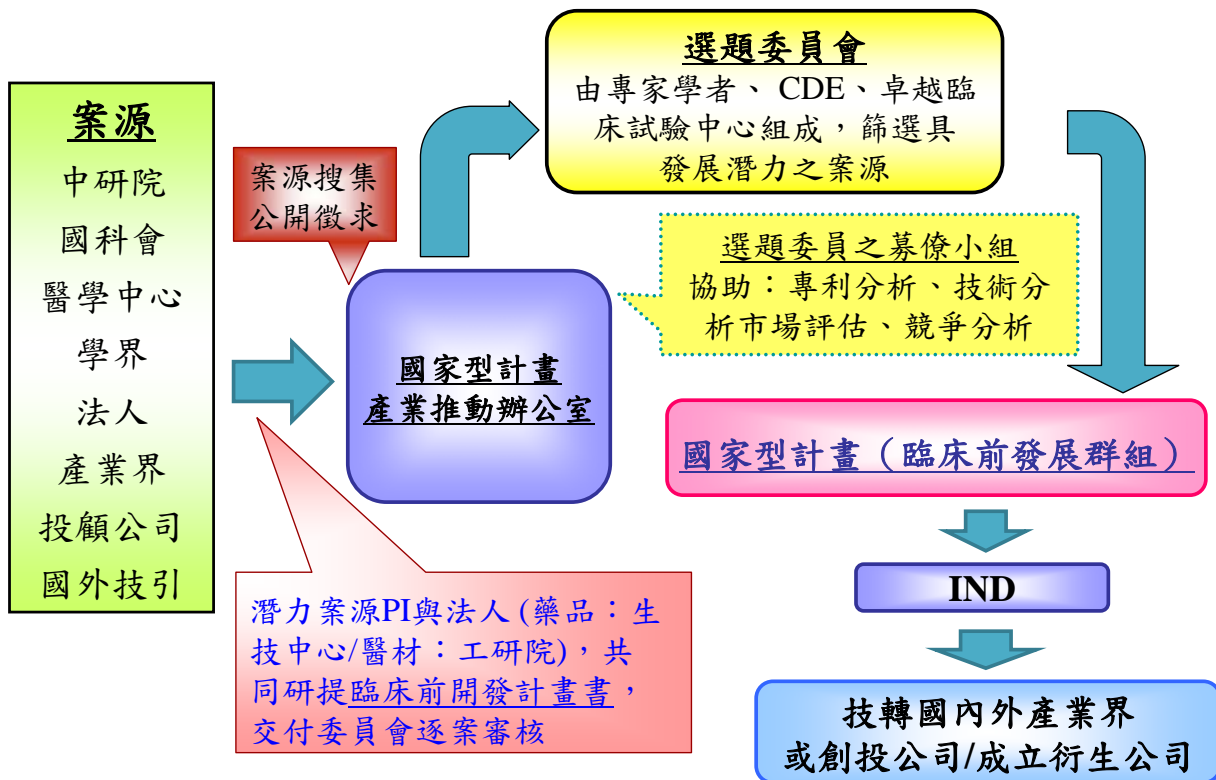 案源
中研院
國科會
醫學中心
學界
法人
產業界
投顧公司
國外技引
案源搜集
公開徵求
國家型計畫
產業推動辦公室
潛力案源PI與法人 (藥品：生
技中心/醫材：工研院)，共
同研提臨床前開發計畫書，
交付委員會逐案審核
選題委員會
由專家學者、 CDE、卓越臨
床試驗中心組成，篩選具
發展潛力之案源
選題委員之募僚小組
協助：專利分析、技術分
析市場評估、競爭分析
國家型計畫（臨床前發展群組）
IND
技轉國內外產業界
或創投公司/成立衍生公司